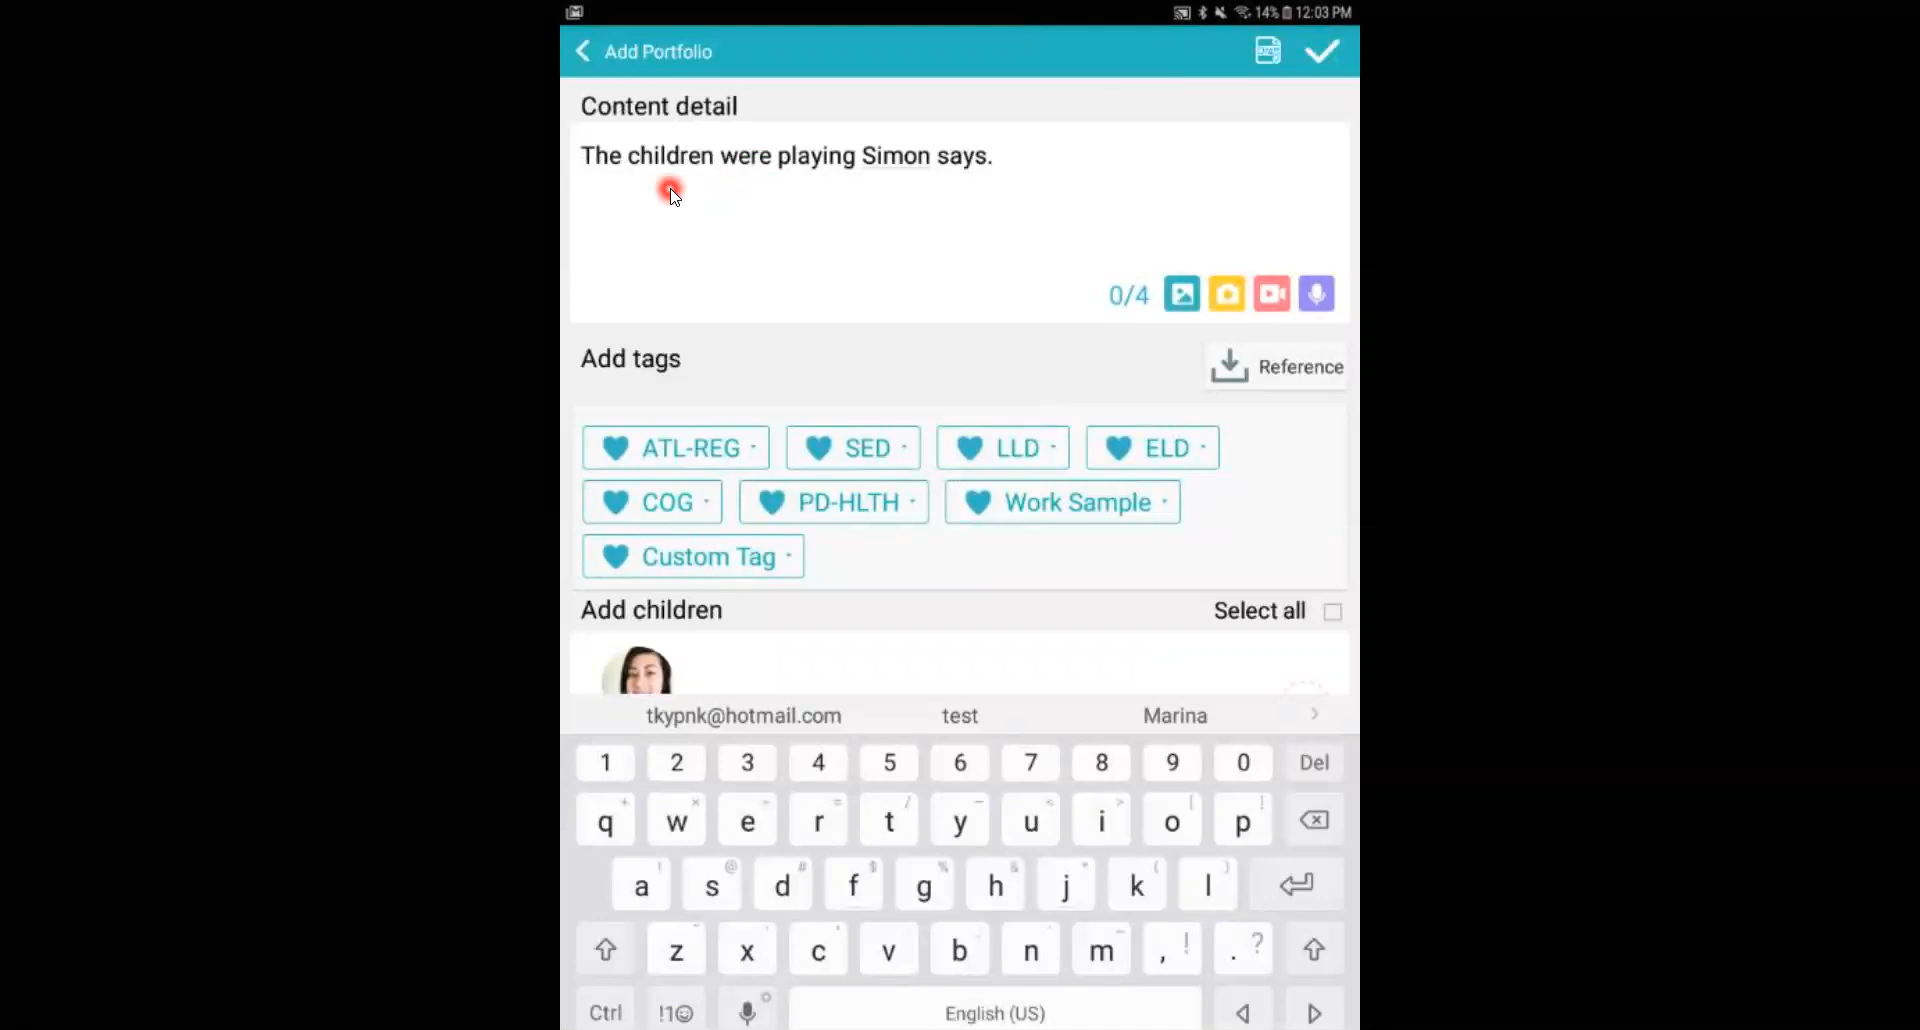 14% 12:03 PM
Add Portfolio
Content detail
The children were playing Simon says.
0/4
Add tags
Reference
ATL-REG
SED
LLD
ELD
COG
PD-HLTH
Work Sample
Custom Tag
Add children
Select all
tkypnk@hotmail.com test Marina
1 2 3 4 5 6 7 8 9 0 Del
q w e r t y u i o p
a s d f g h j k l
z x c v b n m , ! . ?
Ctrl !1☺ English (US)